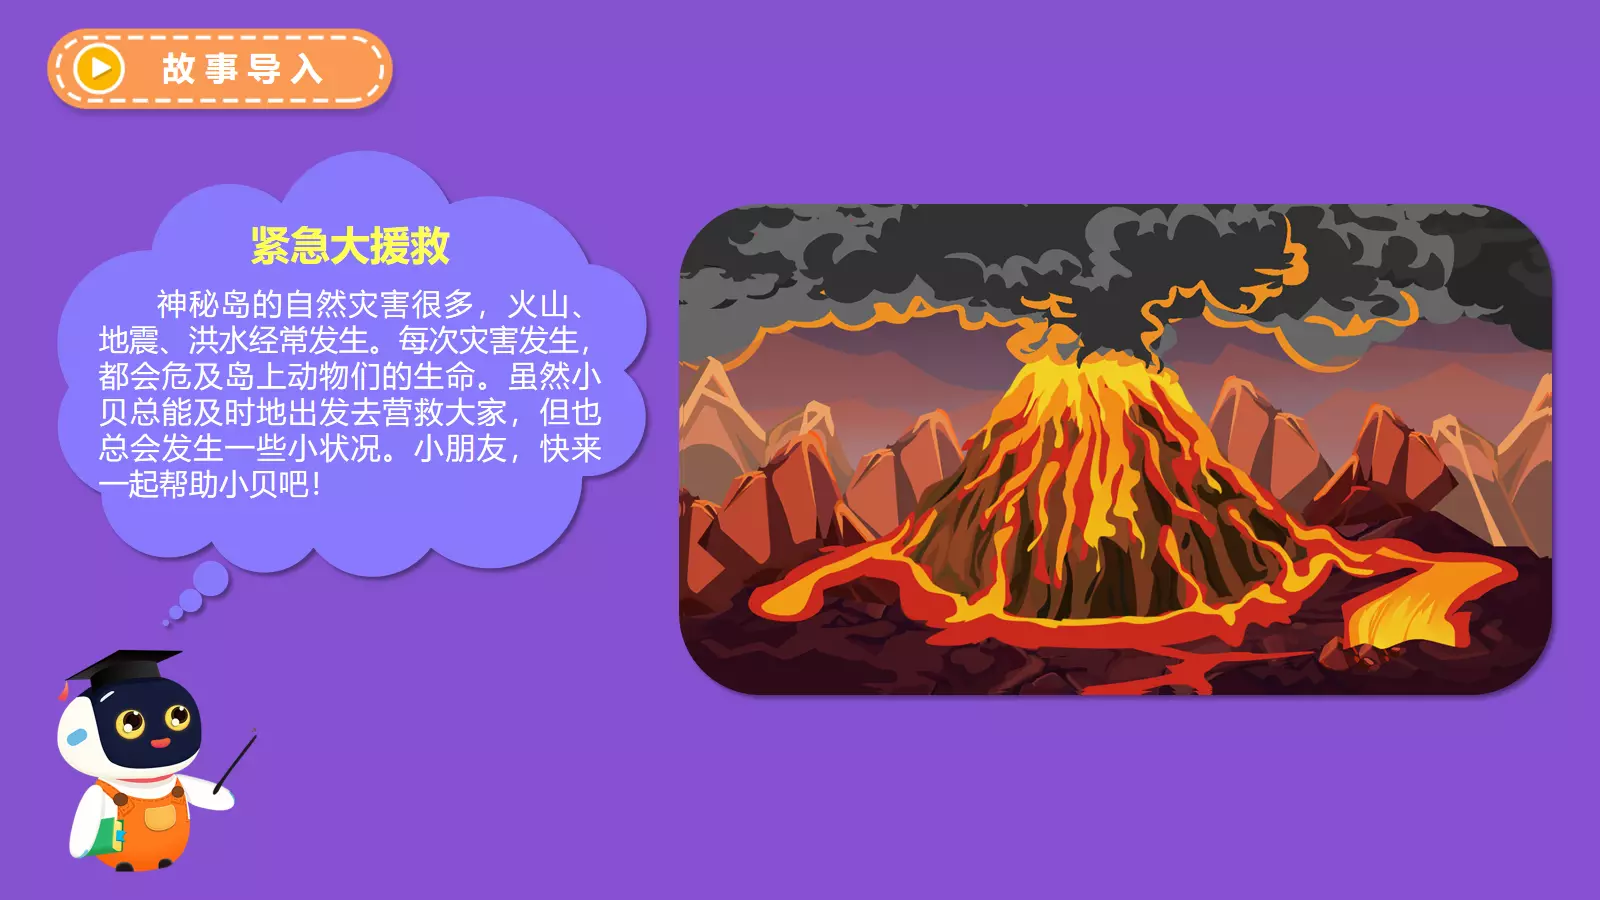 故事导入
紧急大援救
神秘岛的自然灾害很多，火山、
地震、洪水经常发生。每次灾害发生，
都会危及岛上动物们的生命。虽然小
贝总能及时地出发去营救大家，但也
总会发生一些小状况。小朋友，快来
一起帮助小贝吧！